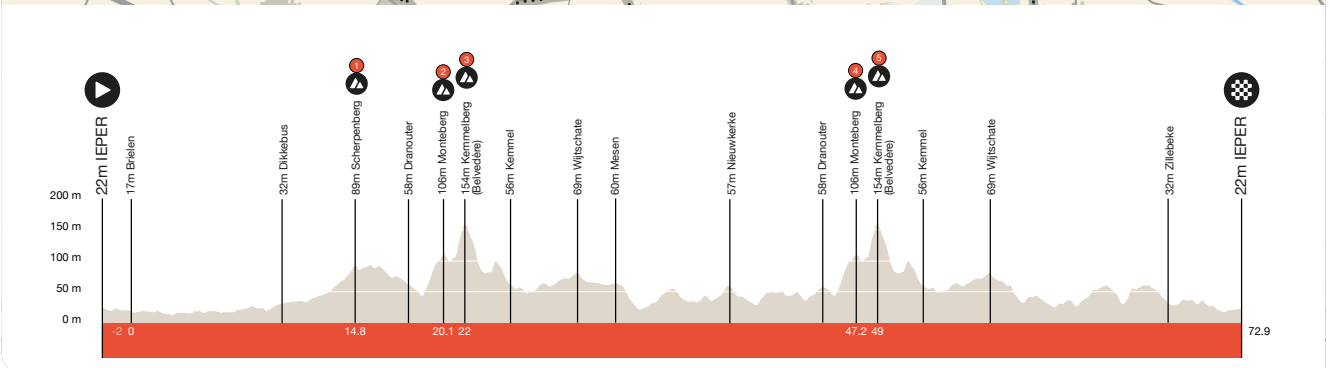 1
2
3
4
5
22m IEPER
17m Brielen
32m Dikkebus
89m Scherpenberg
58m Dranouter
106m Monteberg
154m Kemmelberg
(Belvedère)
56m Kemmel
69m Wijtschate
60m Mesen
57m Nieuwkerke
58m Dranouter
106m Monteberg
154m Kemmelberg
(Belvedère)
56m Kemmel
69m Wijtschate
32m Zillebeke
22m IEPER
200 m
150 m
100 m
50 m
0 m
-2 0 14.8 20.1 22 47.2 49 72.9